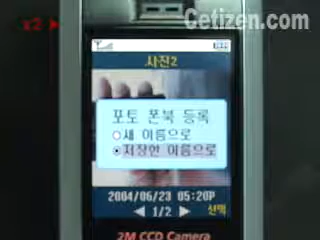 Cetizen.com
x2 ▶
사진2
포토 폰북 등록
○새 이름으로
◉저장한 이름으로
2004/06/23 05:20P
◀ 1/2 ▶ 선택
2M CCD Camera